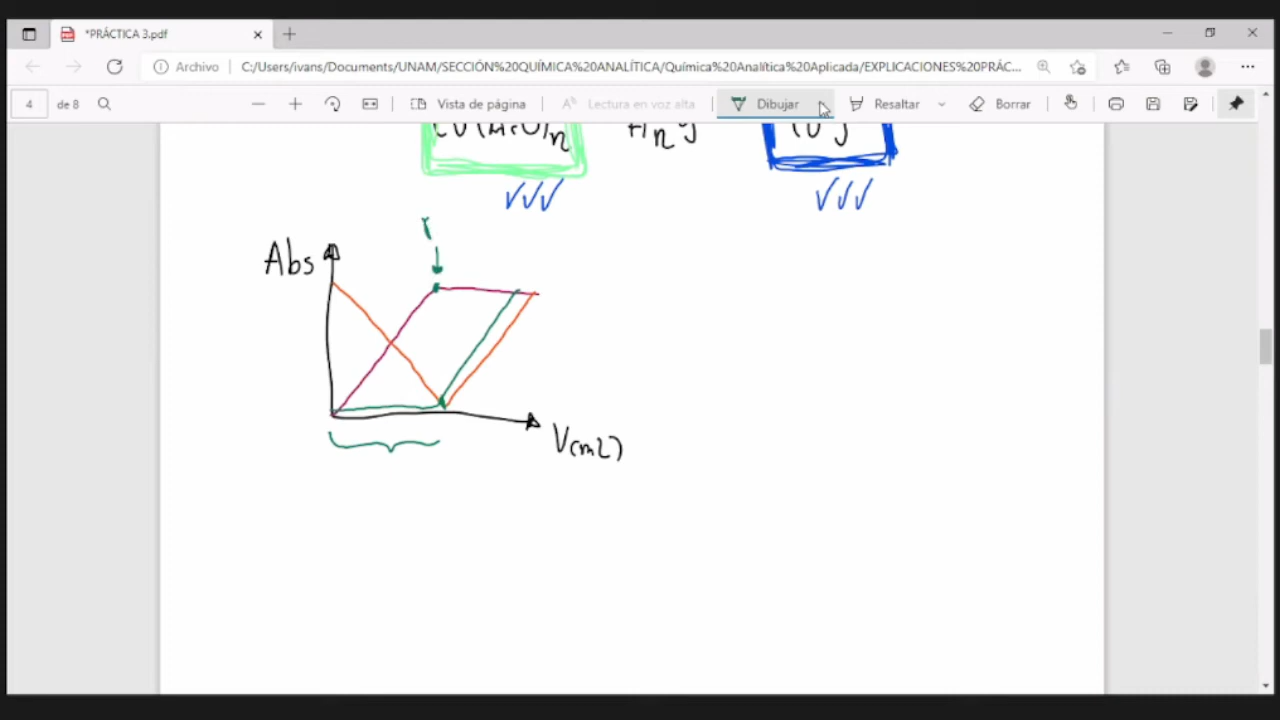 *PRÁCTICA 3.pdf
Archivo C:/Users/ivans/Documents/UNAM/SECCIÓN%20QUÍMICA%20ANALÍTICA/Química%20Analítica%20Aplicada/EXPLICACIONES%20PRÁC...
4 de 8 Vista de página Lectura en voz alta Dibujar Resaltar Borrar
Abs
V(mL)